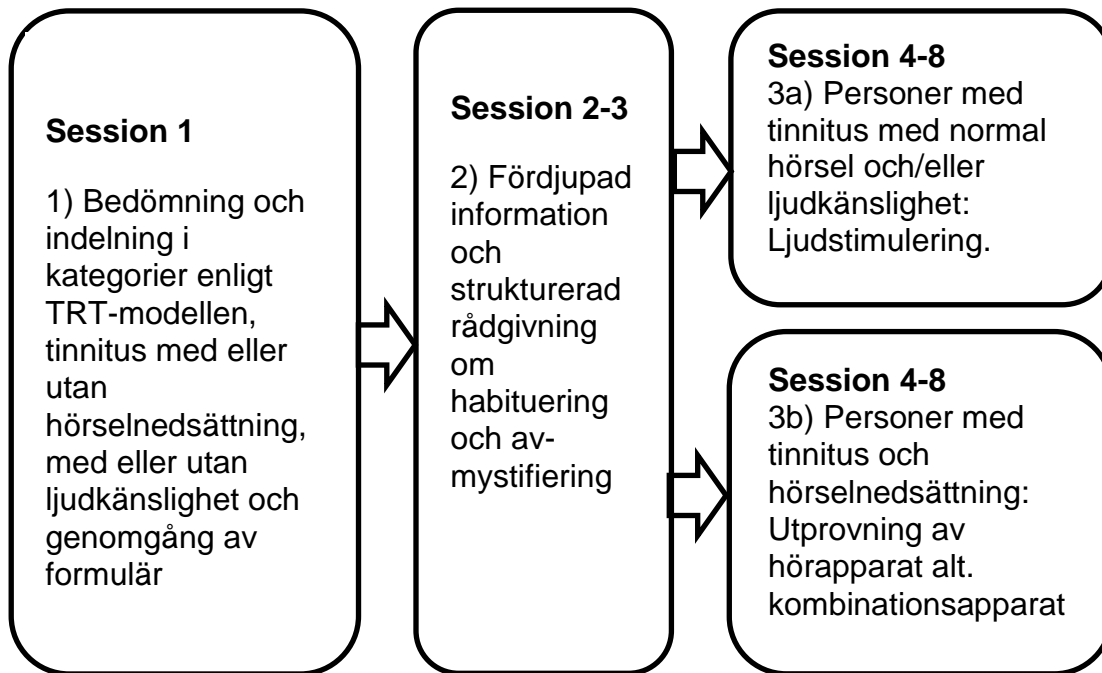 Session 1
1) Bedömning och
indelning i
kategorier enligt
TRT-modellen,
tinnitus med eller
utan
hörselnedsättning,
med eller utan
ljudkänslighet och
genomgång av
formulär
Session 2-3
2) Fördjupad
information
och
strukturerad
rådgivning
om
habituering
och av-
mystifiering
Session 4-8
3a) Personer med
tinnitus med normal
hörsel och/eller
ljudkänslighet:
Ljudstimulering.
Session 4-8
3b) Personer med
tinnitus och
hörselnedsättning:
Utprovning av
hörapparat alt.
kombinationsapparat